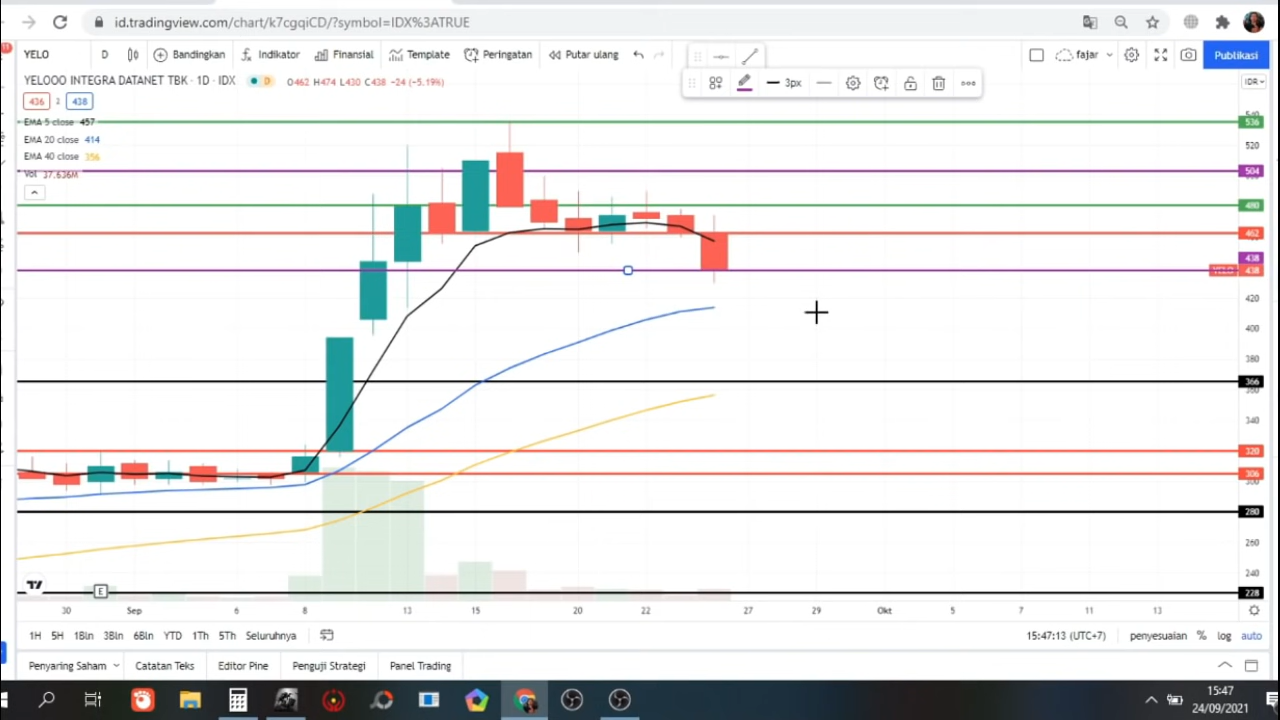 id.tradingview.com/chart/k7cgqiCD/?symbol=IDX%3ATRUE
YELO D Bandingkan Indikator Finansial Template Peringatan Putar ulang fajar Publikasi
YELOOO INTEGRA DATANET TBK · 1D · IDX D O462 H474 L430 C438 -24 (-5.19%)
3px
IDR
436 2 438
EMA 5 close 457
EMA 20 close 414
EMA 40 close 356
Vol 37.636M
536
520
504
480
462
438
438
420
400
380
366
340
320
306
280
260
240
228
E
30 Sep 6 8 13 15 20 22 27 29 Okt 5 7 11 13
1H 5H 1Bln 3Bln 6Bln YTD 1Th 5Th Seluruhnya 15:47:13 (UTC+7) penyesuaian % log auto
Penyaring Saham Catatan Teks Editor Pine Penguji Strategi Panel Trading
15:47
24/09/2021